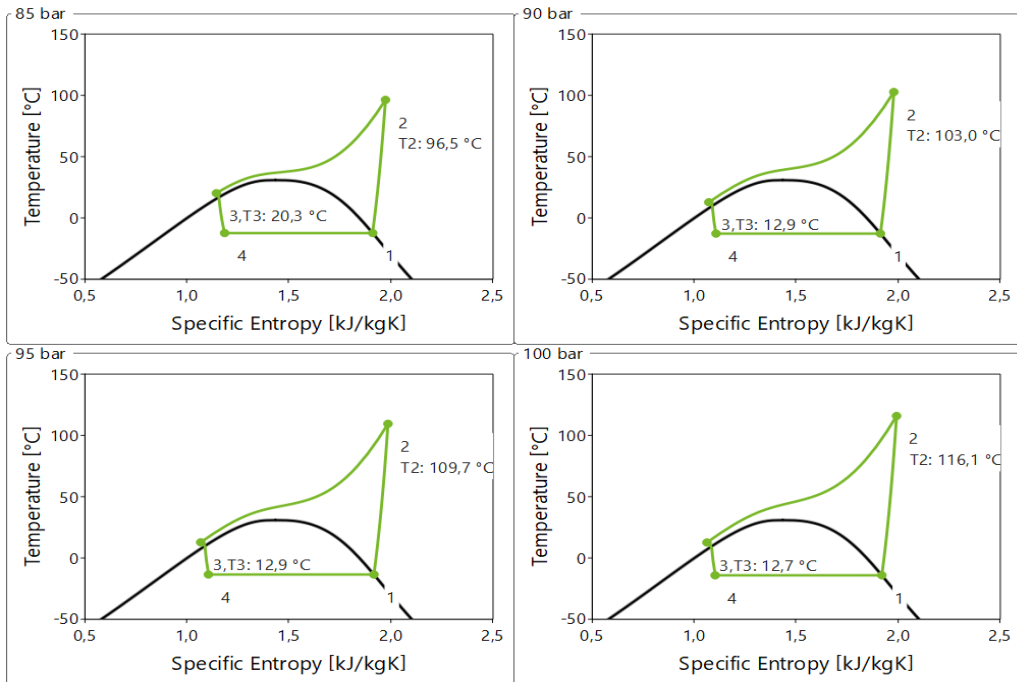 85 bar
150
100
50
0
-50
Temperature [°C]
2
T2: 96,5 °C
3,T3: 20,3 °C
4
1
0,5 1,0 1,5 2,0 2,5
Specific Entropy [kJ/kgK]
90 bar
150
100
50
0
-50
Temperature [°C]
2
T2: 103,0 °C
3,T3: 12,9 °C
4
1
0,5 1,0 1,5 2,0 2,5
Specific Entropy [kJ/kgK]
95 bar
150
100
50
0
-50
Temperature [°C]
2
T2: 109,7 °C
3,T3: 12,9 °C
4
1
0,5 1,0 1,5 2,0 2,5
Specific Entropy [kJ/kgK]
100 bar
150
100
50
0
-50
Temperature [°C]
2
T2: 116,1 °C
3,T3: 12,7 °C
4
1
0,5 1,0 1,5 2,0 2,5
Specific Entropy [kJ/kgK]